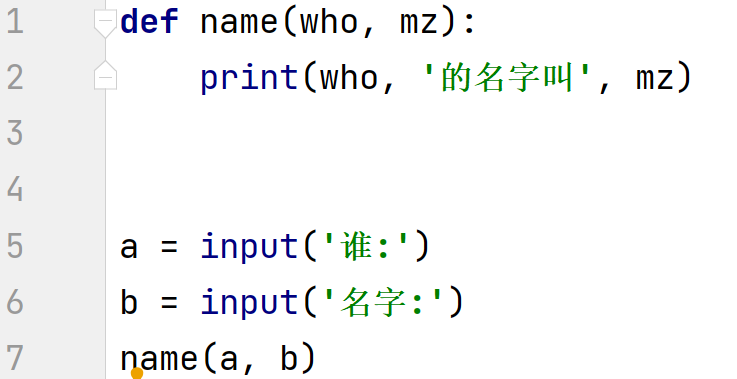 1 def name(who, mz):
2     print(who, '的名字叫', mz)
3
4
5 a = input('谁:')
6 b = input('名字:')
7 name(a, b)